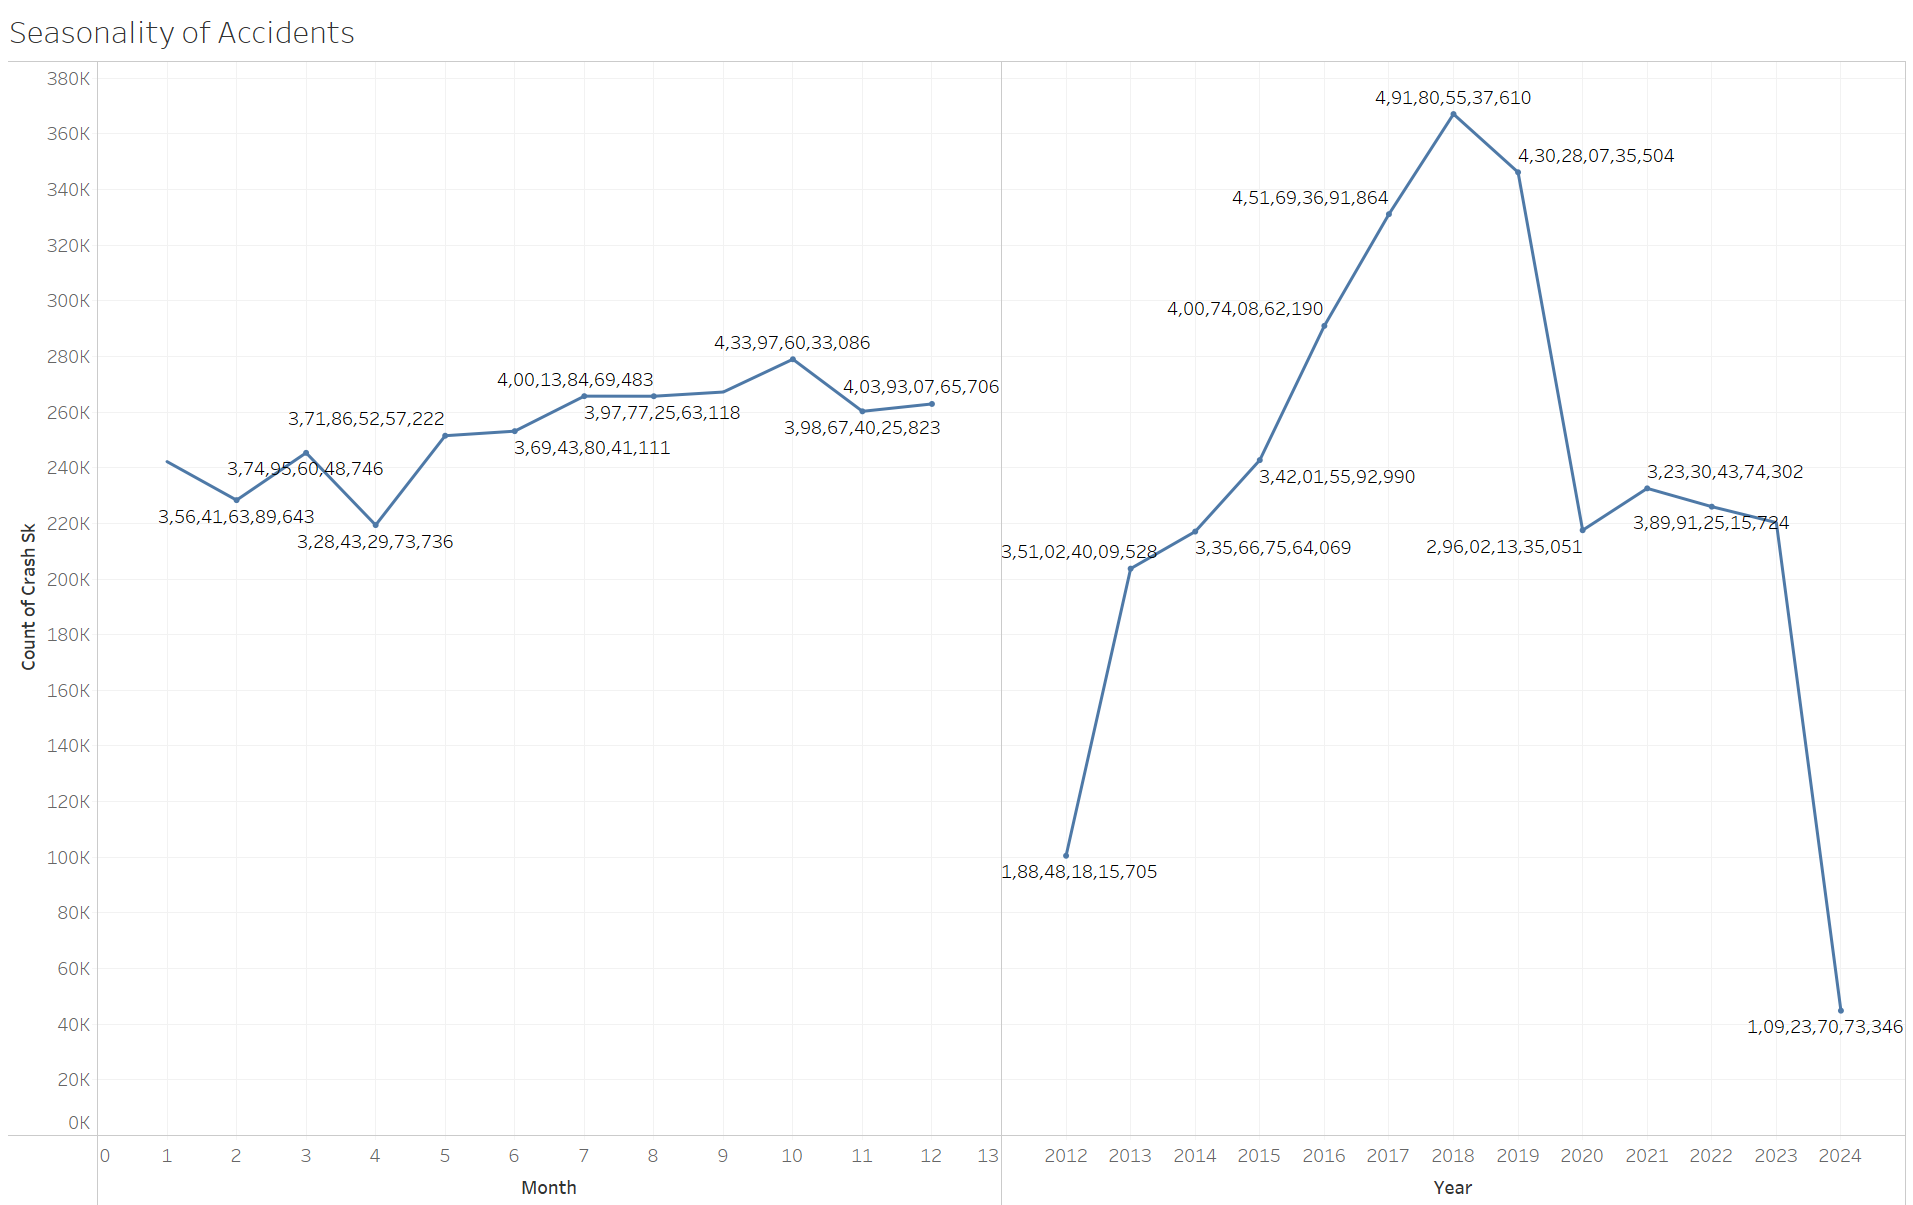 Seasonality of Accidents
380K
360K
340K
320K
300K
280K
260K
240K
220K
200K
180K
160K
140K
120K
100K
80K
60K
40K
20K
0K
Count of Crash Sk
3,56,41,63,89,643
3,74,95,60,48,746
3,28,43,29,73,736
3,71,86,52,57,222
3,69,43,80,41,111
4,00,13,84,69,483
3,97,77,25,63,118
4,33,97,60,33,086
3,98,67,40,25,823
4,03,93,07,65,706
0 1 2 3 4 5 6 7 8 9 10 11 12 13
Month
1,88,48,18,15,705
3,51,02,40,09,528
3,35,66,75,64,069
3,42,01,55,92,990
4,00,74,08,62,190
4,51,69,36,91,864
4,91,80,55,37,610
4,30,28,07,35,504
2,96,02,13,35,051
3,23,30,43,74,302
3,89,91,25,15,724
1,09,23,70,73,346
2012 2013 2014 2015 2016 2017 2018 2019 2020 2021 2022 2023 2024
Year